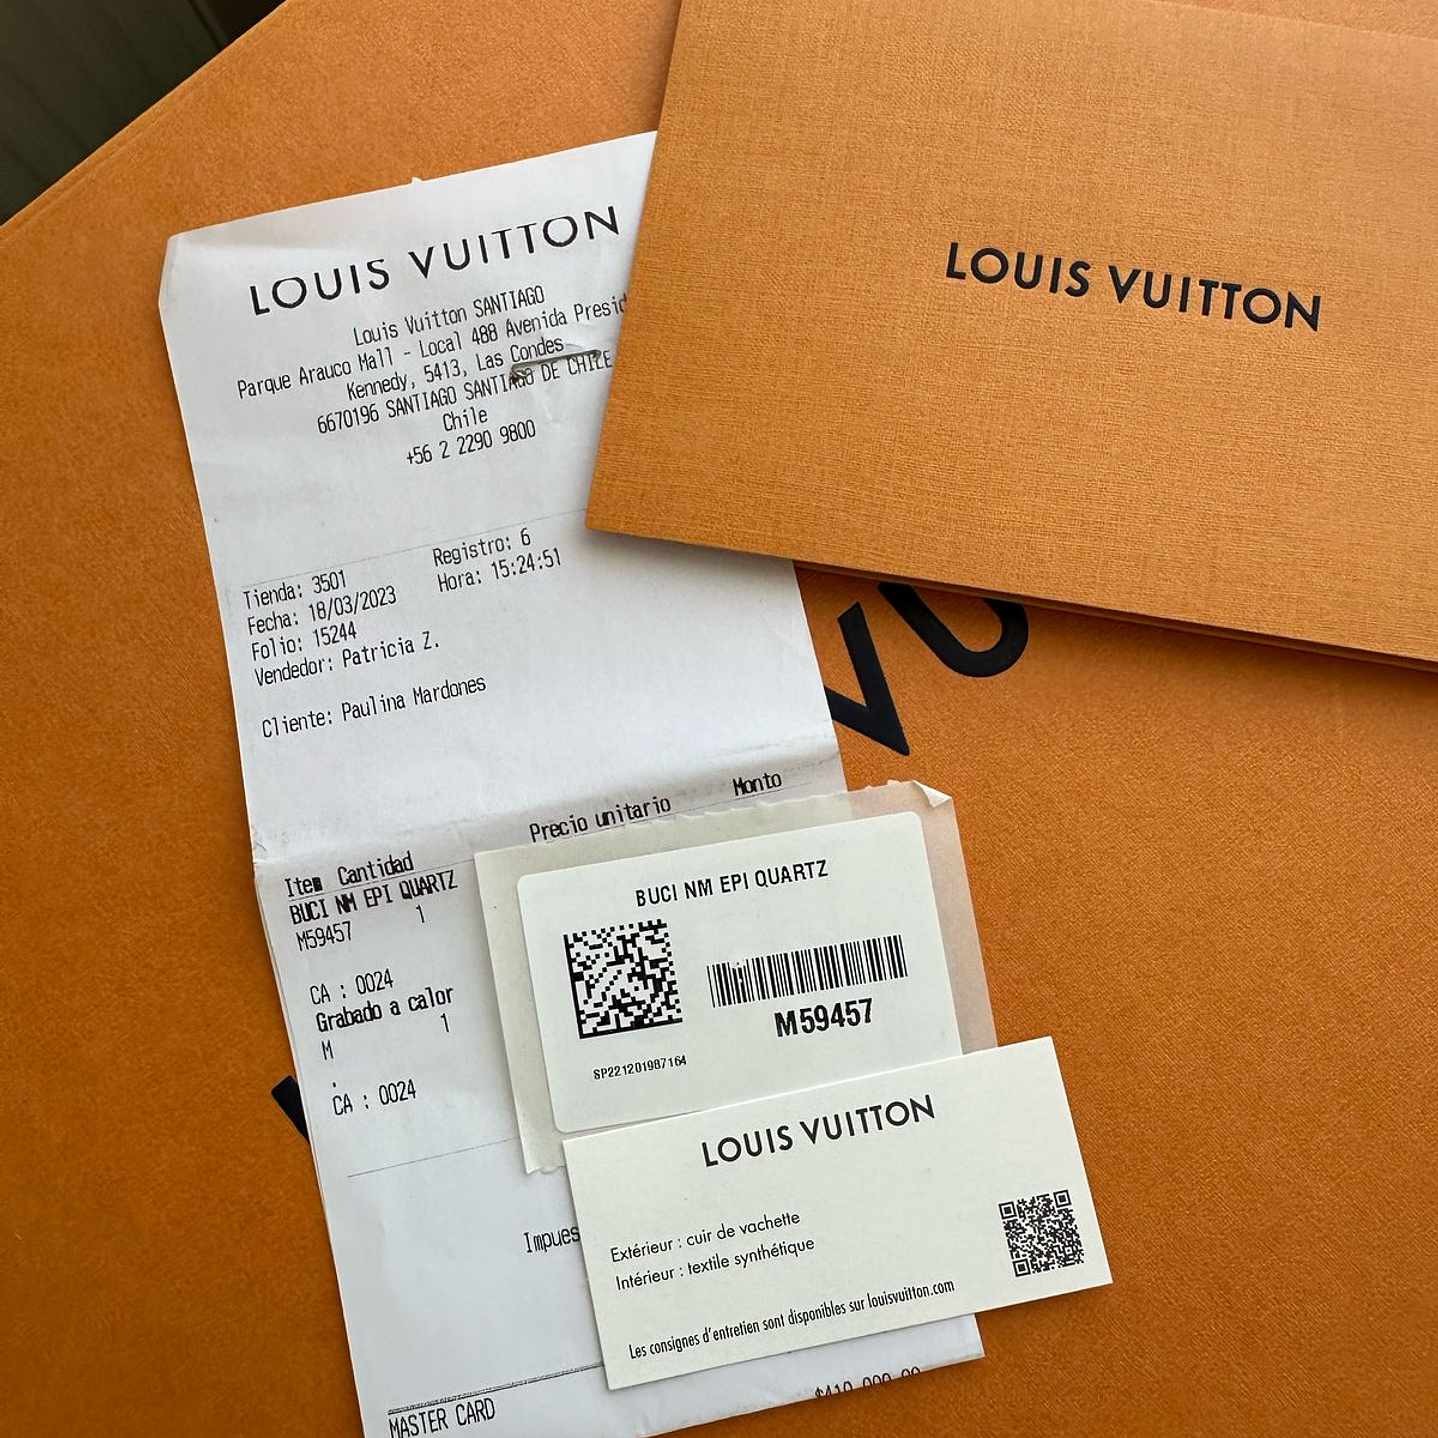 LOUIS VUITTON
Louis Vuitton SANTIAGO
Parque Arauco Mall - Local 488 Avenida Presid
Kennedy, 5413, Las Condes
6670196 SANTIAGO SANTIAGO DE CHILE
Chile
+56 2 2290 9800
Tienda: 3501 Registro: 6
Fecha: 18/03/2023 Hora: 15:24:51
Folio: 15244
Vendedor: Patricia Z.
Cliente: Paulina Mardones
Item Cantidad Precio unitario Monto
BUCI NM EPI QUARTZ
M59457 1
CA : 0024
Grabado a calor
M 1
.
CA : 0024
Impues
MASTER CARD
LOUIS VUITTON
VU
BUCI NM EPI QUARTZ
M59457
SP221201987164
LOUIS VUITTON
Extérieur : cuir de vachette
Intérieur : textile synthétique
Les consignes d'entretien sont disponibles sur louisvuitton.com